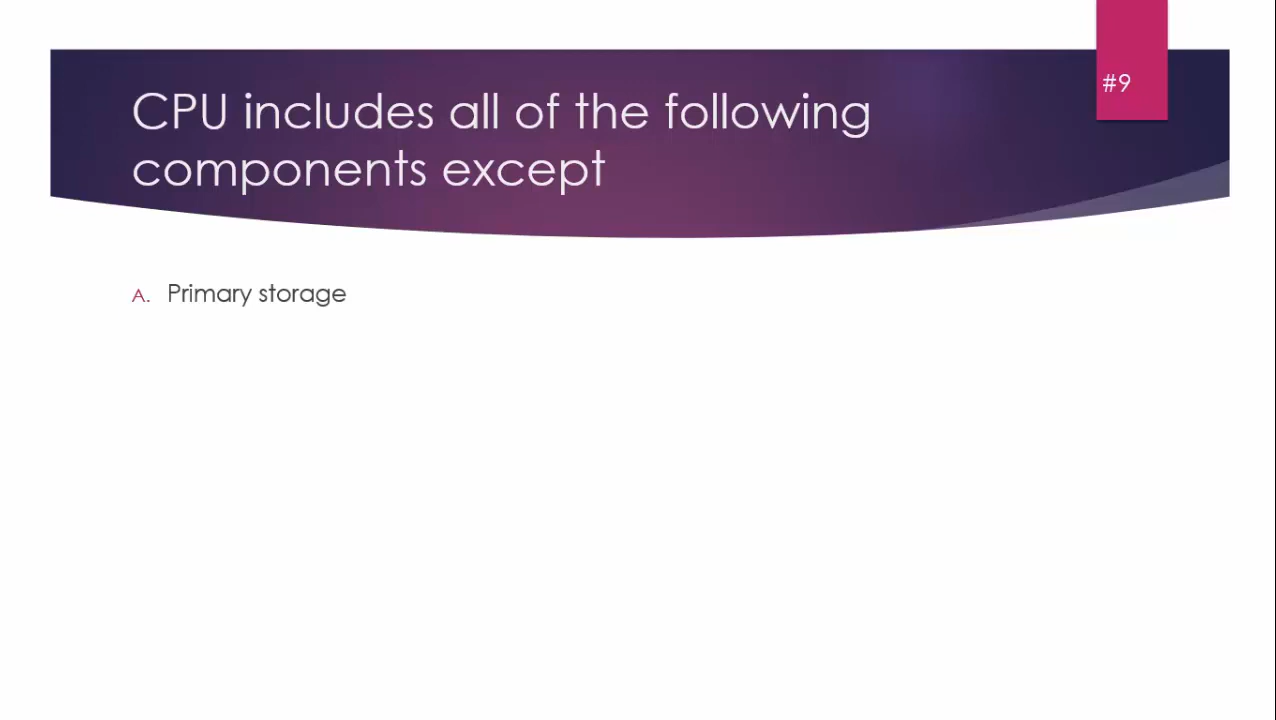 #9
CPU includes all of the following
components except
A. Primary storage